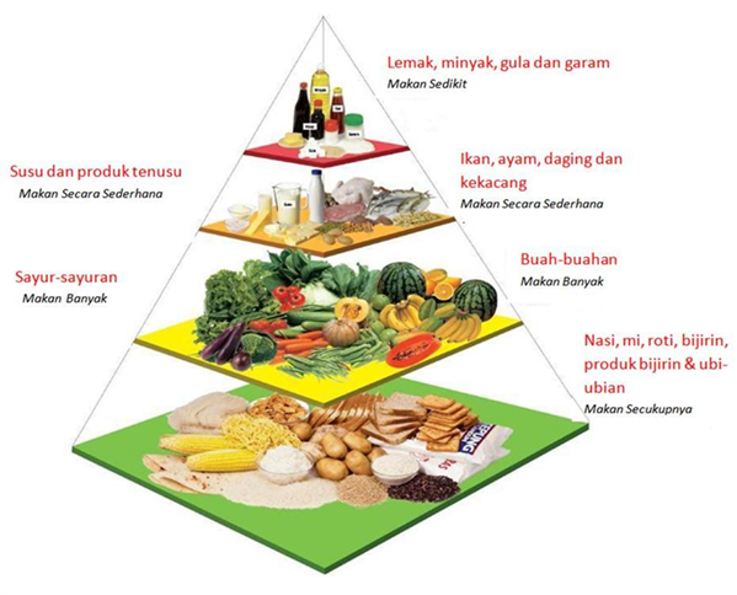 Lemak, minyak, gula dan garam
Makan Sedikit
Susu dan produk tenusu
Makan Secara Sederhana
Ikan, ayam, daging dan
kekacang
Makan Secara Sederhana
Sayur-sayuran
Makan Banyak
Buah-buahan
Makan Banyak
Nasi, mi, roti, bijirin,
produk bijirin & ubi-
ubian
Makan Secukupnya